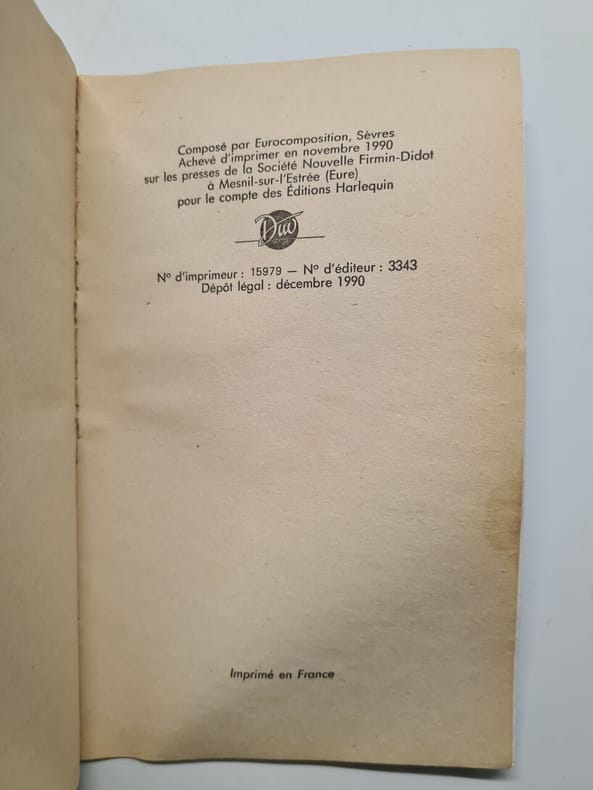 Composé par Eurocomposition, Sèvres
Achevé d'imprimer en novembre 1990
sur les presses de la Société Nouvelle Firmin-Didot
à Mesnil-sur-l'Estrée (Eure)
pour le compte des Éditions Harlequin
Duo
N° d'imprimeur : 15979 — N° d'éditeur : 3343
Dépôt légal : décembre 1990
Imprimé en France